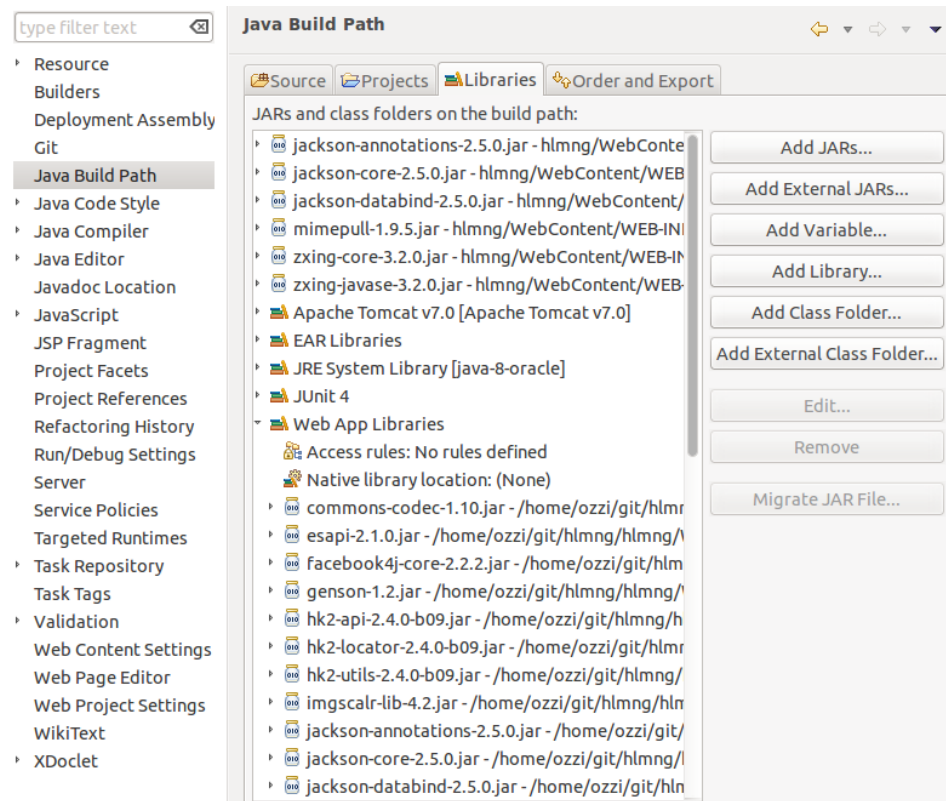 type filter text
Resource
Builders
Deployment Assembly
Git
Java Build Path
Java Code Style
Java Compiler
Java Editor
Javadoc Location
JavaScript
JSP Fragment
Project Facets
Project References
Refactoring History
Run/Debug Settings
Server
Service Policies
Targeted Runtimes
Task Repository
Task Tags
Validation
Web Content Settings
Web Page Editor
Web Project Settings
WikiText
XDoclet
Java Build Path
Source Projects Libraries Order and Export
JARs and class folders on the build path:
jackson-annotations-2.5.0.jar - hlmng/WebConte
jackson-core-2.5.0.jar - hlmng/WebContent/WEB
jackson-databind-2.5.0.jar - hlmng/WebContent/
mimepull-1.9.5.jar - hlmng/WebContent/WEB-IN
zxing-core-3.2.0.jar - hlmng/WebContent/WEB-IN
zxing-javase-3.2.0.jar - hlmng/WebContent/WEB-
Apache Tomcat v7.0 [Apache Tomcat v7.0]
EAR Libraries
JRE System Library [java-8-oracle]
JUnit 4
Web App Libraries
Access rules: No rules defined
Native library location: (None)
commons-codec-1.10.jar - /home/ozzi/git/hlmn
esapi-2.1.0.jar - /home/ozzi/git/hlmng/hlmng/
facebook4j-core-2.2.2.jar - /home/ozzi/git/hlm
genson-1.2.jar - /home/ozzi/git/hlmng/hlmng/
hk2-api-2.4.0-b09.jar - /home/ozzi/git/hlmng/h
hk2-locator-2.4.0-b09.jar - /home/ozzi/git/hlmn
hk2-utils-2.4.0-b09.jar - /home/ozzi/git/hlmng/
imgscalr-lib-4.2.jar - /home/ozzi/git/hlmng/hlm
jackson-annotations-2.5.0.jar - /home/ozzi/git/
jackson-core-2.5.0.jar - /home/ozzi/git/hlmng/
jackson-databind-2.5.0.jar - /home/ozzi/git/hln
Add JARs...
Add External JARs...
Add Variable...
Add Library...
Add Class Folder...
Add External Class Folder...
Edit...
Remove
Migrate JAR File...